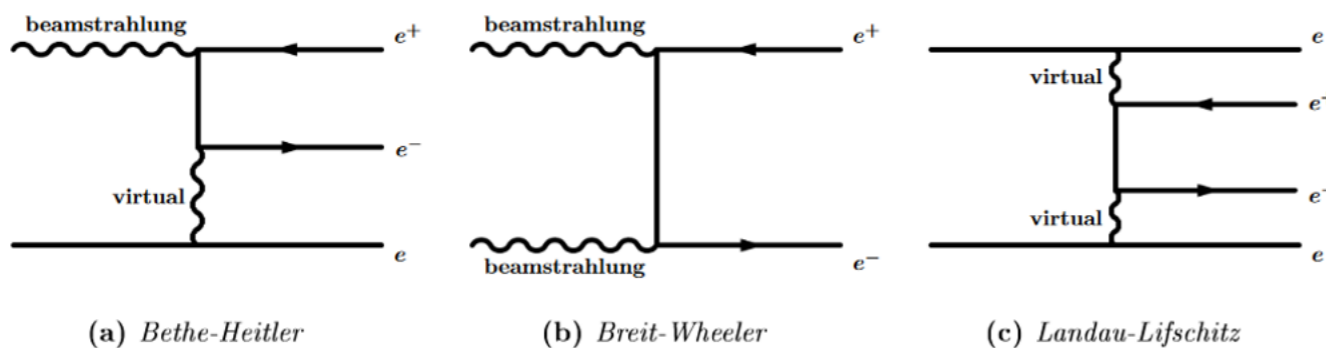 beamstrahlung
e⁺
e⁻
virtual
e
(a) Bethe-Heitler
beamstrahlung
e⁺
beamstrahlung
e⁻
(b) Breit-Wheeler
e
virtual
e
e
virtual
e
(c) Landau-Lifschitz